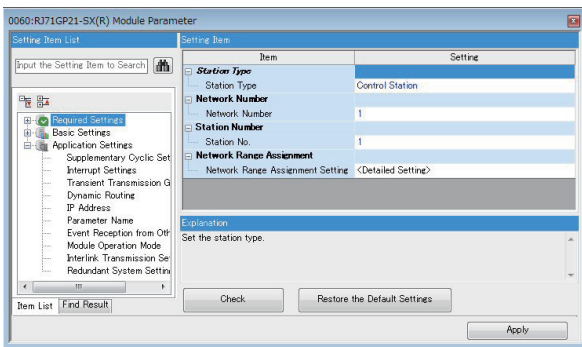 0060:RJ71GP21-SX(R) Module Parameter
Setting Item List
Input the Setting Item to Search
Required Settings
Basic Settings
Application Settings
Supplementary Cyclic Set
Interrupt Settings
Transient Transmission G
Dynamic Routing
IP Address
Parameter Name
Event Reception from Oth
Module Operation Mode
Interlink Transmission Se
Redundant System Settin
Item List
Find Result
Setting Item
Item Setting
Station Type
Station Type Control Station
Network Number
Network Number 1
Station Number
Station No. 1
Network Range Assignment
Network Range Assignment Setting <Detailed Setting>
Explanation
Set the station type.
Check
Restore the Default Settings
Apply